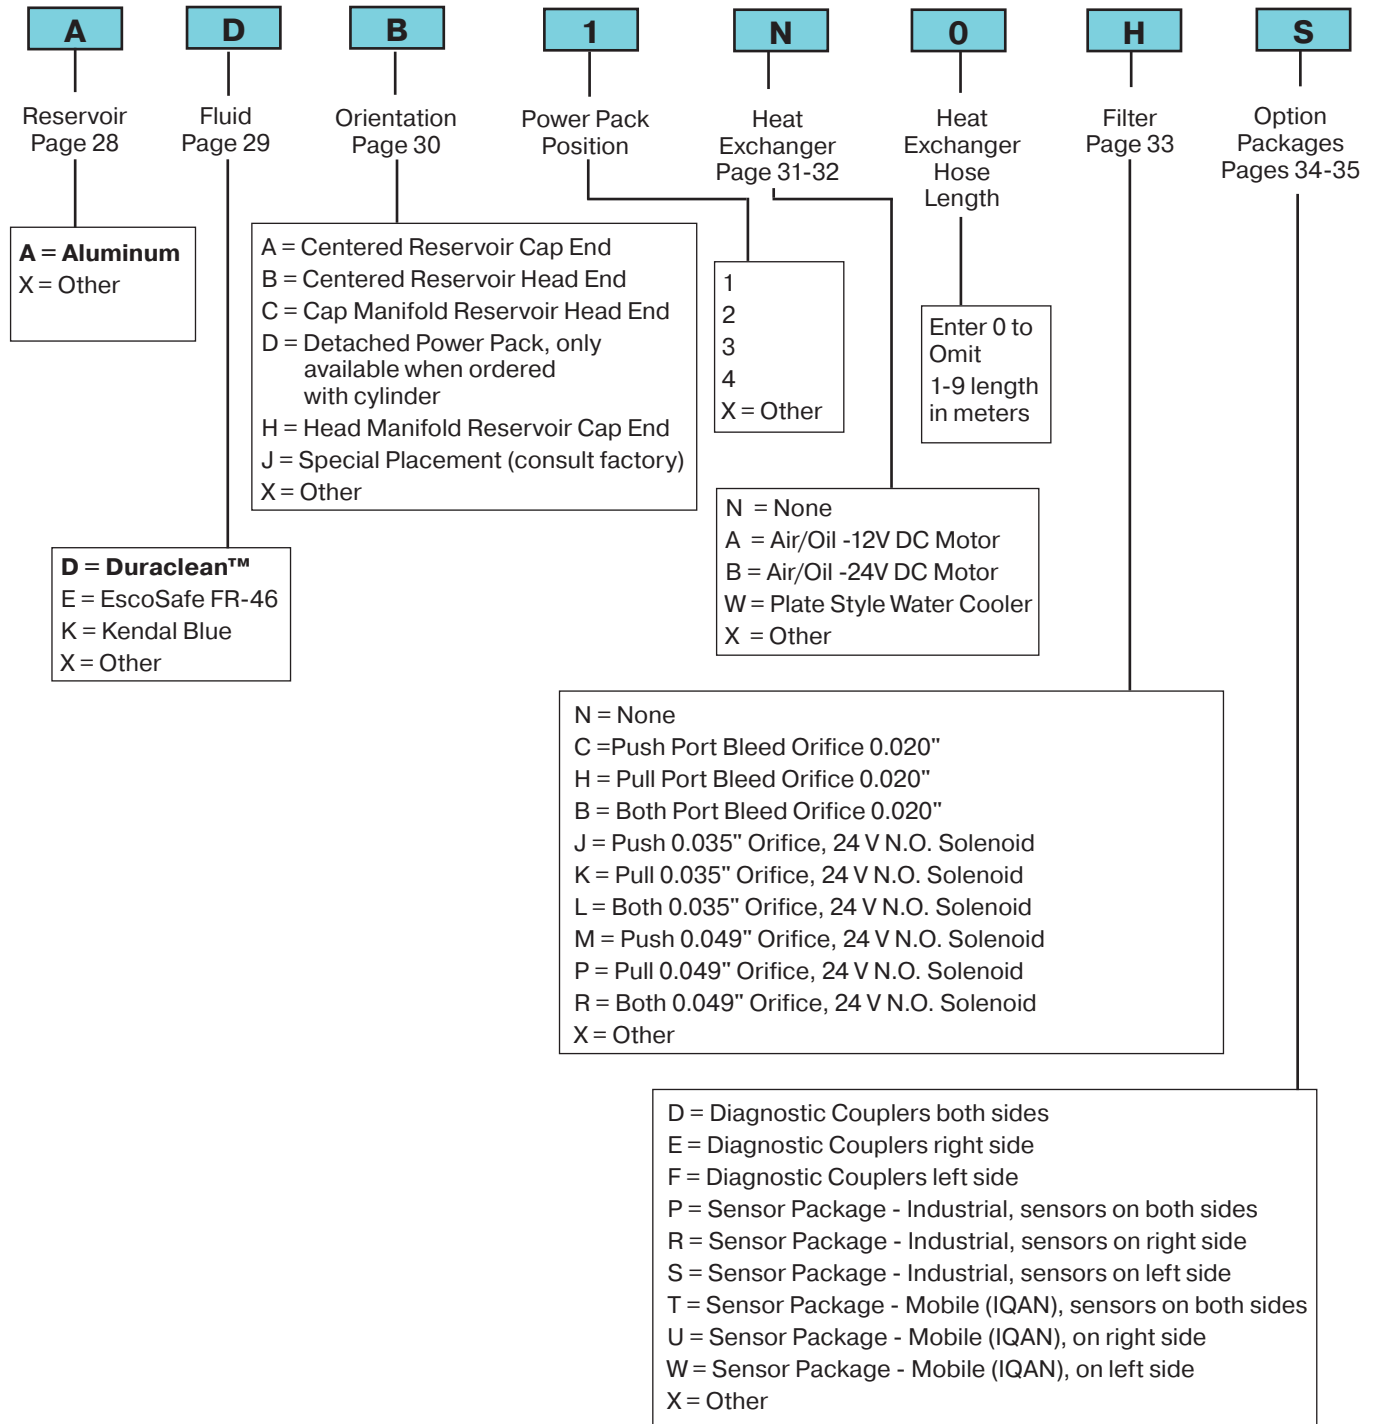 A D B 1 N 0 H S
Reservoir
Page 28
Fluid
Page 29
Orientation
Page 30
Power Pack
Position
Heat
Exchanger
Page 31-32
Heat
Exchanger
Hose
Length
Filter
Page 33
Option
Packages
Pages 34-35
A = Aluminum
X = Other
A = Centered Reservoir Cap End
B = Centered Reservoir Head End
C = Cap Manifold Reservoir Head End
D = Detached Power Pack, only
available when ordered
with cylinder
H = Head Manifold Reservoir Cap End
J = Special Placement (consult factory)
X = Other
1
2
3
4
X = Other
Enter 0 to
Omit
1-9 length
in meters
N = None
A = Air/Oil -12V DC Motor
B = Air/Oil -24V DC Motor
W = Plate Style Water Cooler
X = Other
D = Duraclean™
E = EscoSafe FR-46
K = Kendal Blue
X = Other
N = None
C =Push Port Bleed Orifice 0.020"
H = Pull Port Bleed Orifice 0.020"
B = Both Port Bleed Orifice 0.020"
J = Push 0.035" Orifice, 24 V N.O. Solenoid
K = Pull 0.035" Orifice, 24 V N.O. Solenoid
L = Both 0.035" Orifice, 24 V N.O. Solenoid
M = Push 0.049" Orifice, 24 V N.O. Solenoid
P = Pull 0.049" Orifice, 24 V N.O. Solenoid
R = Both 0.049" Orifice, 24 V N.O. Solenoid
X = Other
D = Diagnostic Couplers both sides
E = Diagnostic Couplers right side
F = Diagnostic Couplers left side
P = Sensor Package - Industrial, sensors on both sides
R = Sensor Package - Industrial, sensors on right side
S = Sensor Package - Industrial, sensors on left side
T = Sensor Package - Mobile (IQAN), sensors on both sides
U = Sensor Package - Mobile (IQAN), on right side
W = Sensor Package - Mobile (IQAN), on left side
X = Other